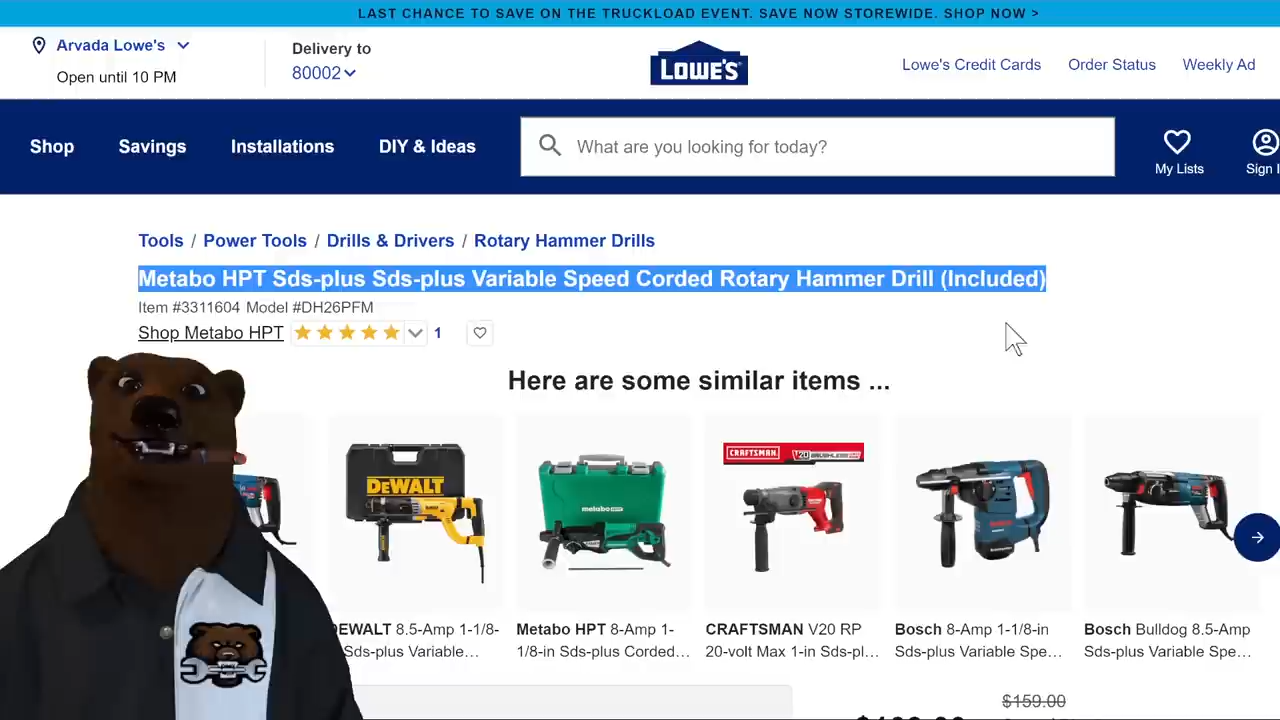 LAST CHANCE TO SAVE ON THE TRUCKLOAD EVENT. SAVE NOW STOREWIDE. SHOP NOW >
Arvada Lowe's
Open until 10 PM
Delivery to
80002
LOWE'S
Lowe's Credit Cards
Order Status
Weekly Ad
Shop
Savings
Installations
DIY & Ideas
What are you looking for today?
My Lists
Sign I
Tools / Power Tools / Drills & Drivers / Rotary Hammer Drills
Metabo HPT Sds-plus Sds-plus Variable Speed Corded Rotary Hammer Drill (Included)
Item #3311604 Model #DH26PFM
Shop Metabo HPT
1
Here are some similar items ...
DEWALT
metabo
CRAFTSMAN
V20
DEWALT 8.5-Amp 1-1/8-
Sds-plus Variable…
Metabo HPT 8-Amp 1-
1/8-in Sds-plus Corded…
CRAFTSMAN V20 RP
20-volt Max 1-in Sds-pl…
Bosch 8-Amp 1-1/8-in
Sds-plus Variable Spe…
Bosch Bulldog 8.5-Amp
Sds-plus Variable Spe…
$159.00